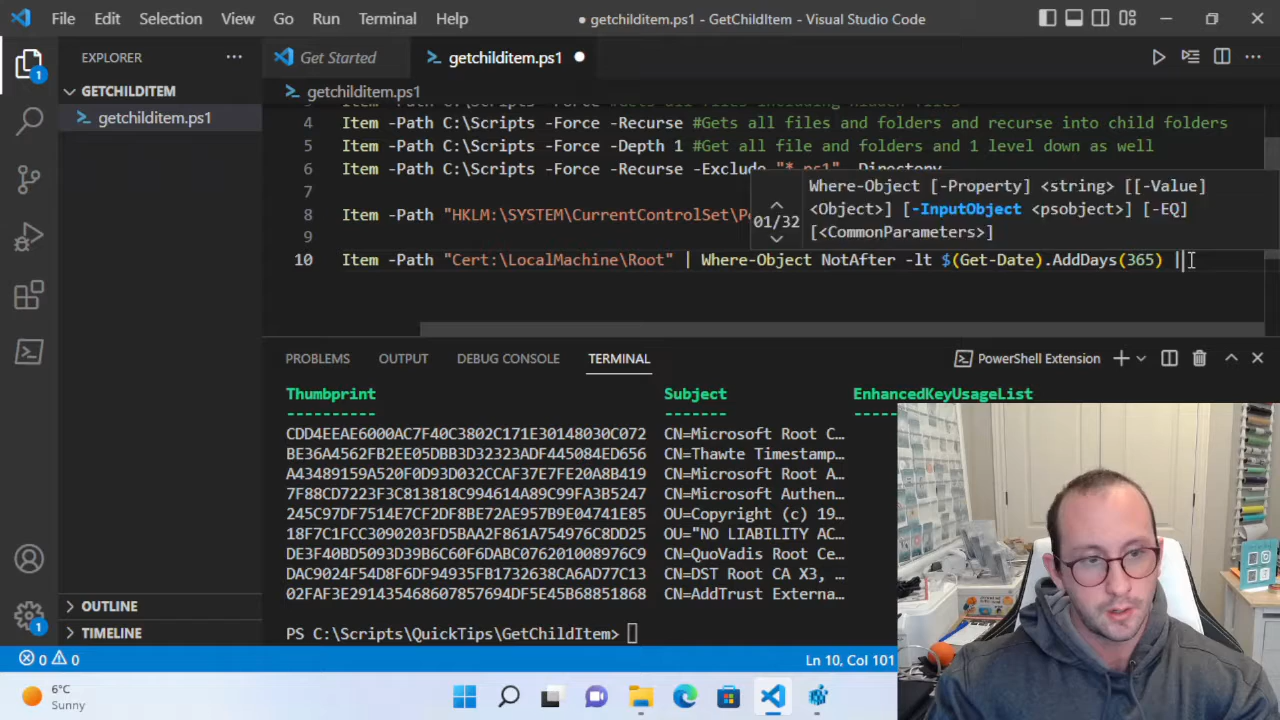 File Edit Selection View Go Run Terminal Help
● getchilditem.ps1 - GetChildItem - Visual Studio Code
EXPLORER
Get Started
getchilditem.ps1
GETCHILDITEM
getchilditem.ps1
getchilditem.ps1
4 Item -Path C:\Scripts -Force -Recurse #Gets all files and folders and recurse into child folders
5 Item -Path C:\Scripts -Force -Depth 1 #Get all file and folders and 1 level down as well
6 Item -Path C:\Scripts -Force -Recurse -Exclude "*.ps1" -Directory
7
8 Item -Path "HKLM:\SYSTEM\CurrentControlSet\
9
10 Item -Path "Cert:\LocalMachine\Root" | Where-Object NotAfter -lt $(Get-Date).AddDays(365) |
Where-Object [-Property] <string> [[-Value]
<Object>] [-InputObject <psobject>] [-EQ]
[<CommonParameters>]
01/32
PROBLEMS OUTPUT DEBUG CONSOLE TERMINAL
PowerShell Extension
Thumbprint Subject EnhancedKeyUsageList
---------- ------- -----
CDD4EEAE6000AC7F40C3802C171E30148030C072 CN=Microsoft Root C…
BE36A4562FB2EE05DBB3D32323ADF445084ED656 CN=Thawte Timestamp…
A43489159A520F0D93D032CCAF37E7FE20A8B419 CN=Microsoft Root A…
7F88CD7223F3C813818C994614A89C99FA3B5247 CN=Microsoft Authen…
245C97DF7514E7CF2DF8BE72AE957B9E04741E85 OU=Copyright (c) 19…
18F7C1FCC3090203FD5BAA2F861A754976C8DD25 OU="NO LIABILITY AC…
DE3F40BD5093D39B6C60F6DABC076201008976C9 CN=QuoVadis Root Ce…
DAC9024F54D8F6DF94935FB1732638CA6AD77C13 CN=DST Root CA X3, …
02FAF3E291435468607857694DF5E45B68851868 CN=AddTrust Externa…
PS C:\Scripts\QuickTips\GetChildItem>
OUTLINE
TIMELINE
1
1
0 0
Ln 10, Col 101
6°C
Sunny